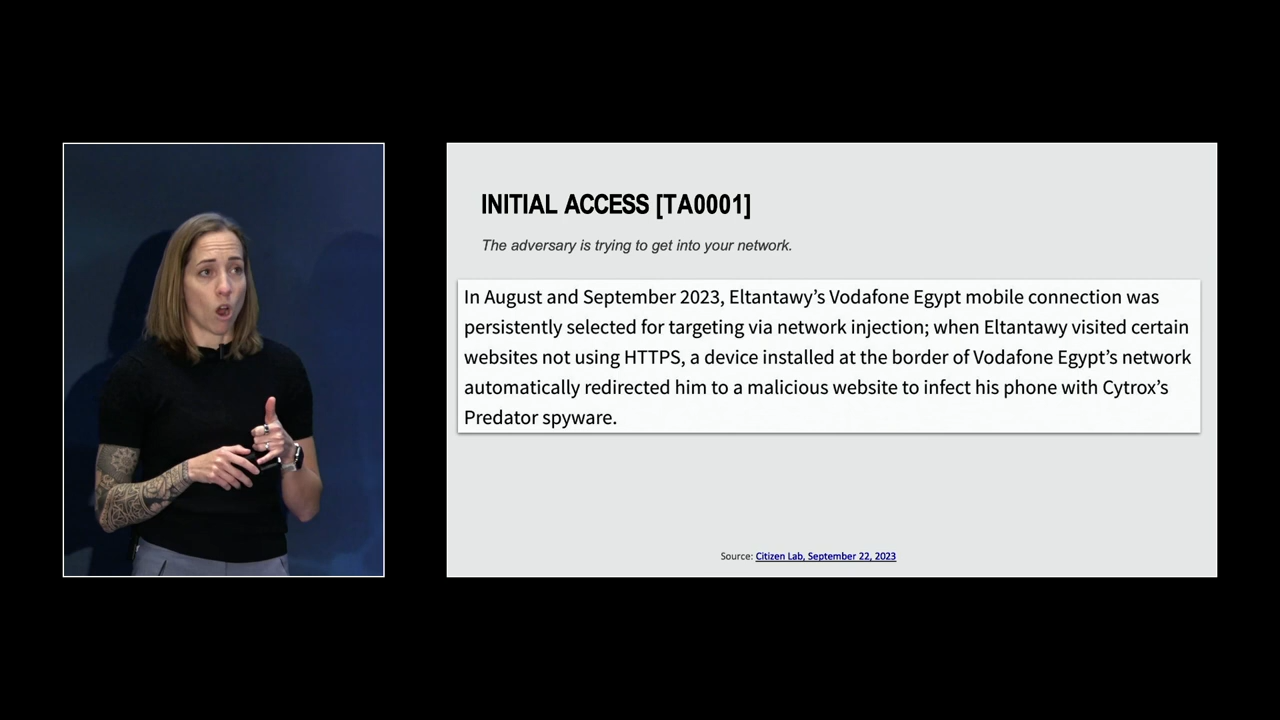 INITIAL ACCESS [TA0001]
The adversary is trying to get into your network.
In August and September 2023, Eltantawy’s Vodafone Egypt mobile connection was
persistently selected for targeting via network injection; when Eltantawy visited certain
websites not using HTTPS, a device installed at the border of Vodafone Egypt’s network
automatically redirected him to a malicious website to infect his phone with Cytrox’s
Predator spyware.
Source: Citizen Lab, September 22, 2023